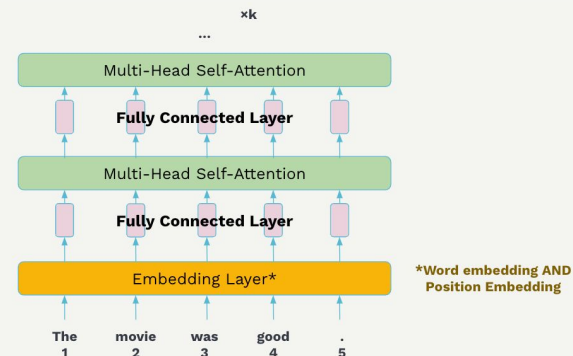 ×k
...
Multi-Head Self-Attention
Fully Connected Layer
Multi-Head Self-Attention
Fully Connected Layer
Embedding Layer*
*Word embedding AND
Position Embedding
The movie was good .
1 2 3 4 5